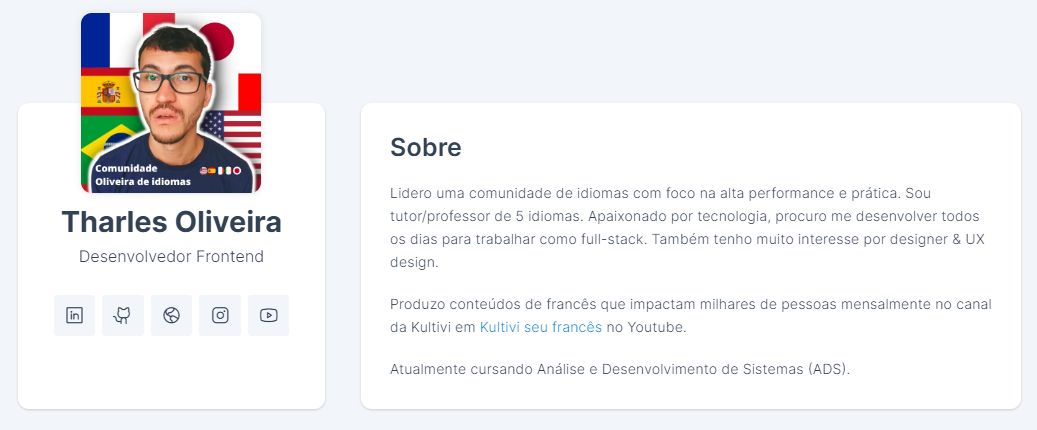 Comunidade
Oliveira de idiomas
Tharles Oliveira
Desenvolvedor Frontend
Sobre
Lidero uma comunidade de idiomas com foco na alta performance e prática. Sou
tutor/professor de 5 idiomas. Apaixonado por tecnologia, procuro me desenvolver todos
os dias para trabalhar como full-stack. Também tenho muito interesse por designer & UX
design.
Produzo conteúdos de francês que impactam milhares de pessoas mensalmente no canal
da Kultivi em Kultivi seu francês no Youtube.
Atualmente cursando Análise e Desenvolvimento de Sistemas (ADS).